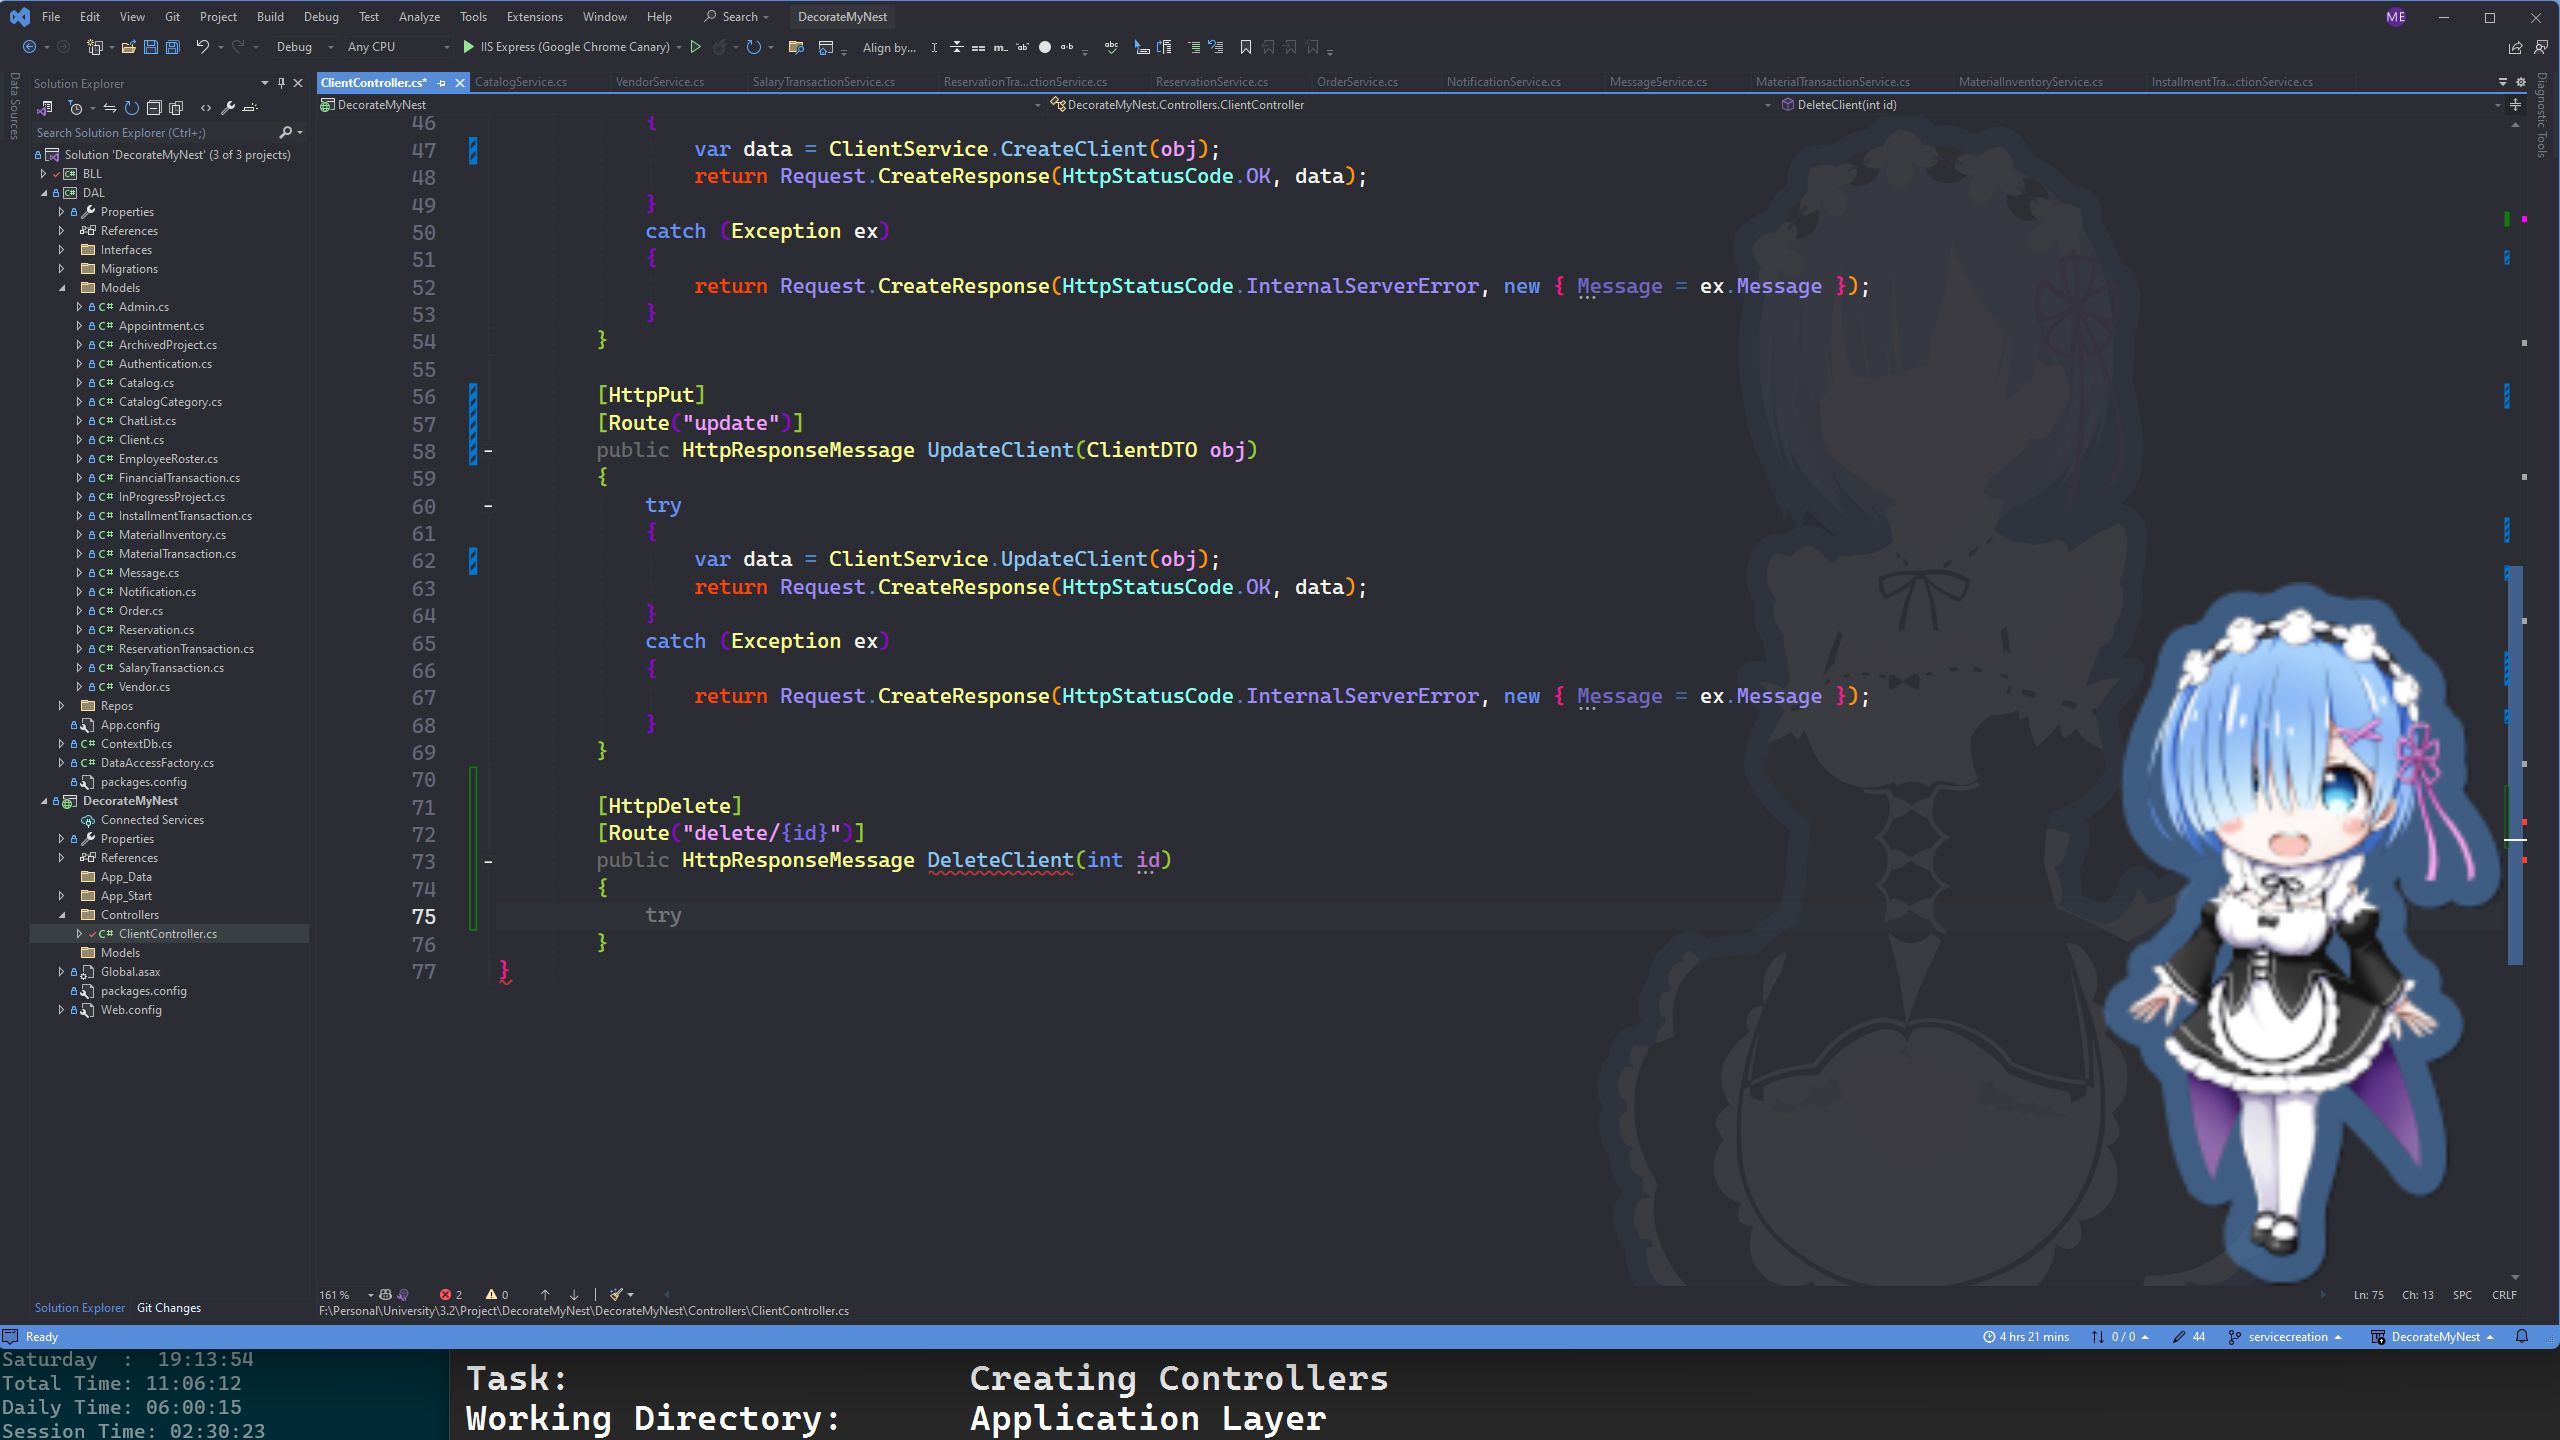 File Edit View Git Project Build Debug Test Analyze Tools Extensions Window Help Search DecorateMyNest ME
Debug Any CPU IIS Express (Google Chrome Canary) Align by...
Data Sources
Solution Explorer
Search Solution Explorer (Ctrl+;)
Solution 'DecorateMyNest' (3 of 3 projects)
BLL
DAL
Properties
References
Interfaces
Migrations
Models
C# Admin.cs
C# Appointment.cs
C# ArchivedProject.cs
C# Authentication.cs
C# Catalog.cs
C# CatalogCategory.cs
C# ChatList.cs
C# Client.cs
C# EmployeeRoster.cs
C# FinancialTransaction.cs
C# InProgressProject.cs
C# InstallmentTransaction.cs
C# MaterialInventory.cs
C# MaterialTransaction.cs
C# Message.cs
C# Notification.cs
C# Order.cs
C# Reservation.cs
C# ReservationTransaction.cs
C# SalaryTransaction.cs
C# Vendor.cs
Repos
App.config
C# ContextDb.cs
C# DataAccessFactory.cs
packages.config
DecorateMyNest
Connected Services
Properties
References
App_Data
App_Start
Controllers
C# ClientController.cs
Models
Global.asax
packages.config
Web.config
Solution Explorer Git Changes
ClientController.cs* CatalogService.cs VendorService.cs SalaryTransactionService.cs ReservationTra...ctionService.cs ReservationService.cs OrderService.cs NotificationService.cs MessageService.cs MaterialTransactionService.cs MaterialInventoryService.cs InstallmentTra...ctionService.cs
DecorateMyNest DecorateMyNest.Controllers.ClientController DeleteClient(int id)
46 {
47 var data = ClientService.CreateClient(obj);
48 return Request.CreateResponse(HttpStatusCode.OK, data);
49 }
50 catch (Exception ex)
51 {
52 return Request.CreateResponse(HttpStatusCode.InternalServerError, new { Message = ex.Message });
53 }
54 }
55
56 [HttpPut]
57 [Route("update")]
58 public HttpResponseMessage UpdateClient(ClientDTO obj)
59 {
60 try
61 {
62 var data = ClientService.UpdateClient(obj);
63 return Request.CreateResponse(HttpStatusCode.OK, data);
64 }
65 catch (Exception ex)
66 {
67 return Request.CreateResponse(HttpStatusCode.InternalServerError, new { Message = ex.Message });
68 }
69 }
70
71 [HttpDelete]
72 [Route("delete/{id}")]
73 public HttpResponseMessage DeleteClient(int id)
74 {
75 try
76 }
77 }
Diagnostic Tools
161 % 2 0 Ln: 75 Ch: 13 SPC CRLF
F:\Personal\University\3.2\Project\DecorateMyNest\DecorateMyNest\Controllers\ClientController.cs
Ready 4 hrs 21 mins 0 / 0 44 servicecreation DecorateMyNest
Saturday : 19:13:54
Total Time: 11:06:12
Daily Time: 06:00:15
Session Time: 02:30:23
Task: Creating Controllers
Working Directory: Application Layer